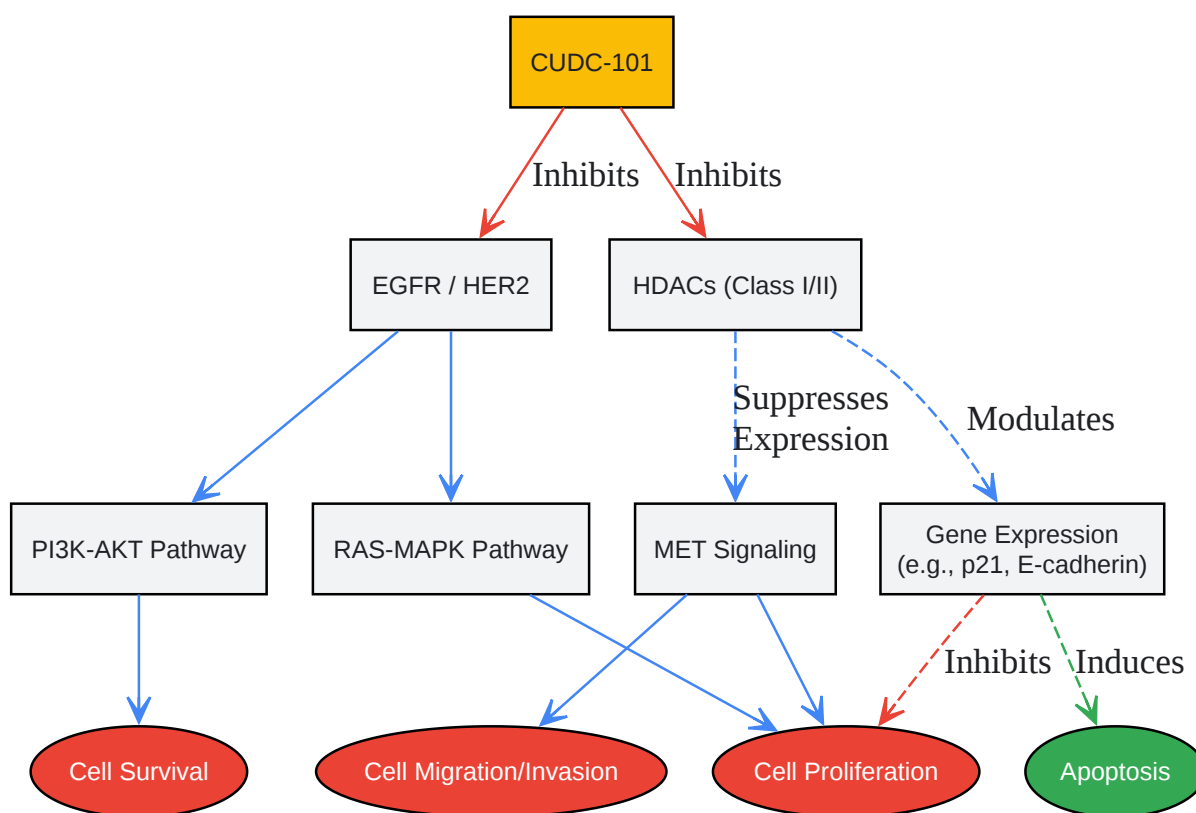 CUDC-101
Inhibits
Inhibits
EGFR / HER2
HDACs (Class I/II)
Suppresses
Expression
Modulates
PI3K-AKT Pathway
RAS-MAPK Pathway
MET Signaling
Gene Expression
(e.g., p21, E-cadherin)
Inhibits
Induces
Cell Survival
Cell Migration/Invasion
Cell Proliferation
Apoptosis